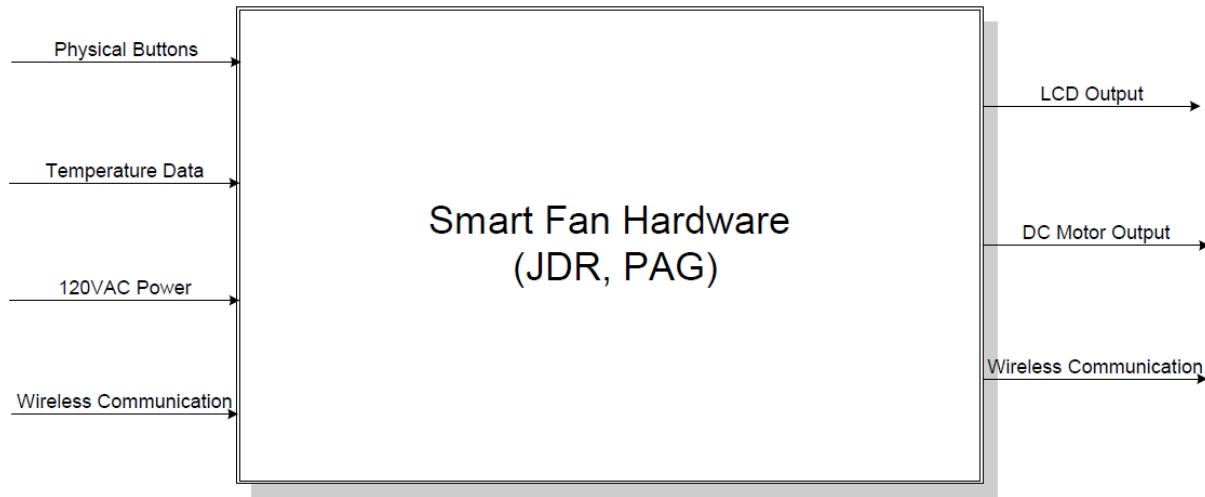 Physical Buttons
Temperature Data
120VAC Power
Wireless Communication
Smart Fan Hardware
(JDR, PAG)
LCD Output
DC Motor Output
Wireless Communication